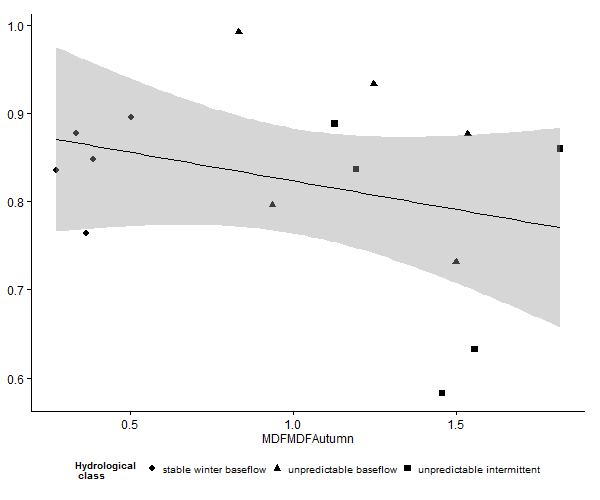 1.0
0.9
0.8
0.7
0.6
0.5 1.0 1.5
MDFMDFAutumn
Hydrological
class
stable winter baseflow unpredictable baseflow unpredictable intermittent